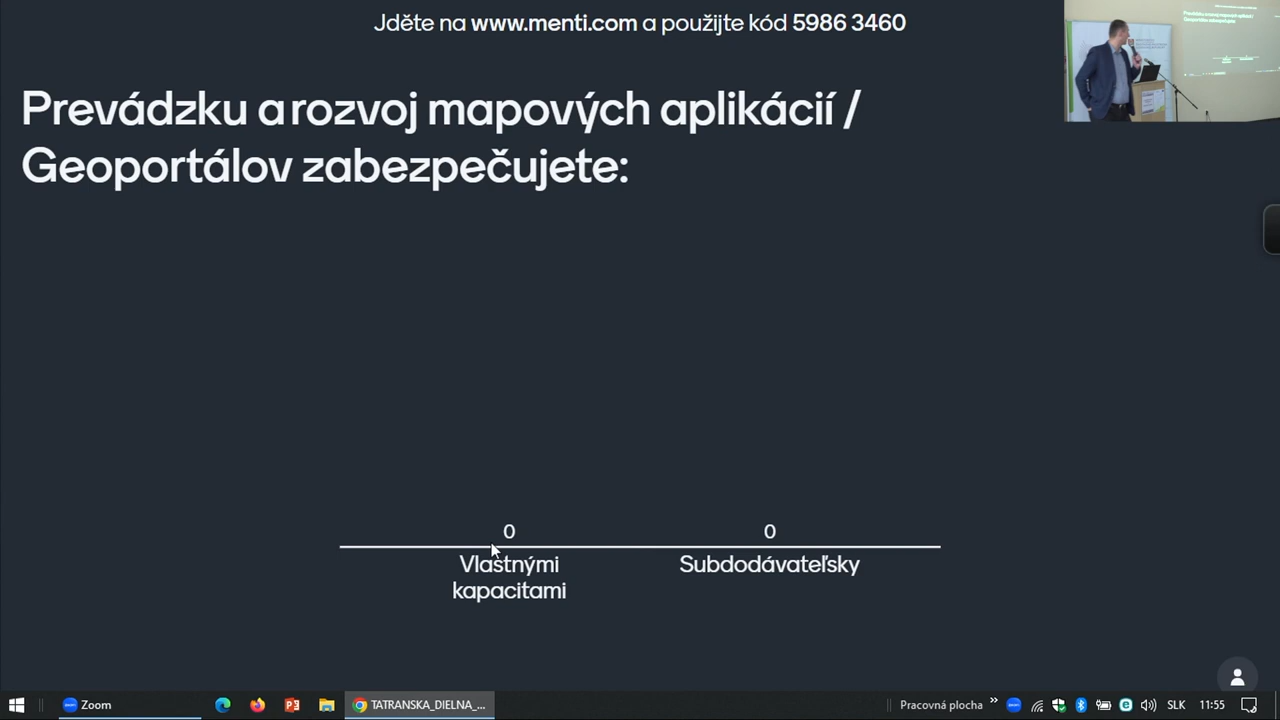 Jděte na www.menti.com a použijte kód 5986 3460
Prevádzku a rozvoj mapových aplikácií /
Geoportálov zabezpečujete:
0
0
Vlastnými
kapacitami
Subdodávateľsky
Zoom
TATRANSKA_DIELNA_...
Pracovná plocha
SLK
11:55